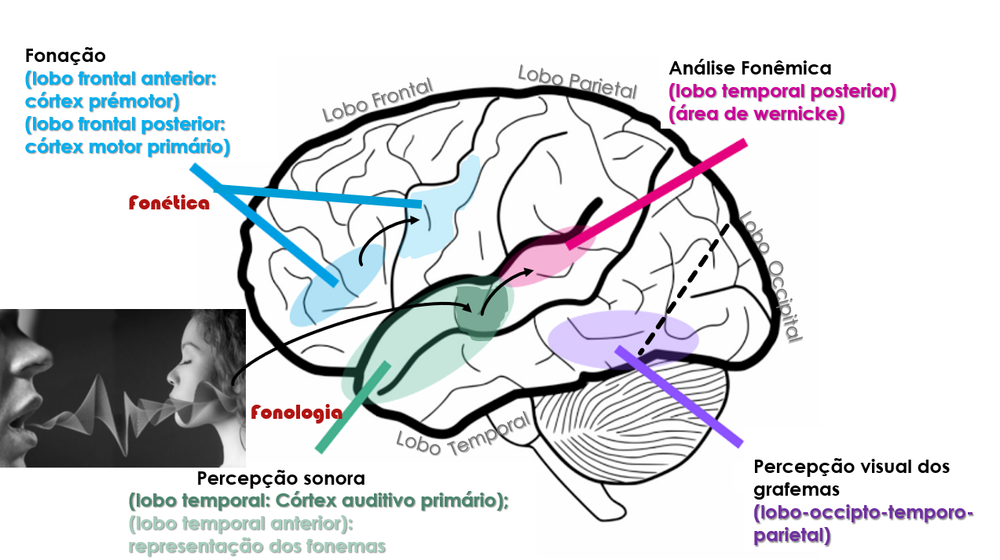 Fonação
(lobo frontal anterior:
córtex prémotor)
(lobo frontal posterior:
córtex motor primário)
Lobo Frontal
Lobo Parietal
Análise Fonêmica
(lobo temporal posterior)
(área de wernicke)
Fonética
Lobo Occipital
Fonologia
Lobo Temporal
Percepção sonora
(lobo temporal: Córtex auditivo primário);
(lobo temporal anterior):
representação dos fonemas
Percepção visual dos
grafemas
(lobo-occipto-temporo-
parietal)